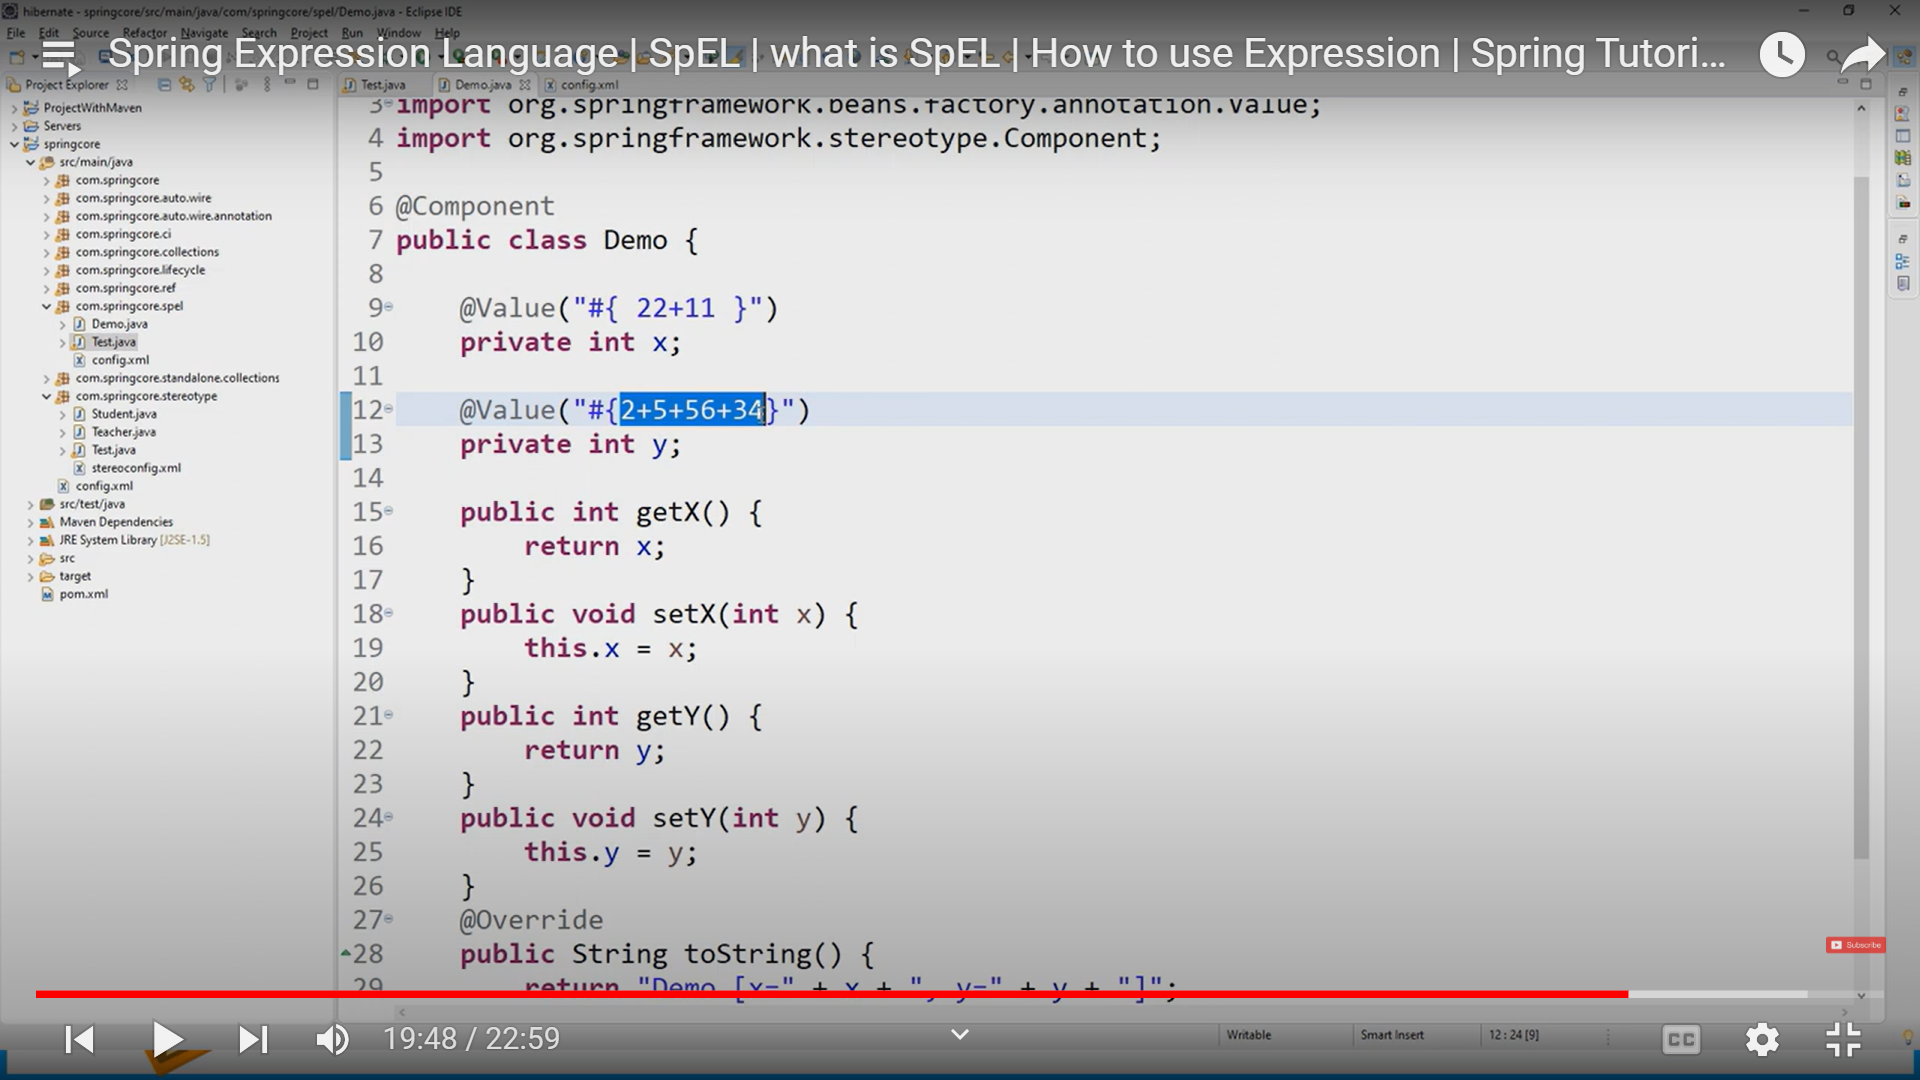 hibernate - springcore/src/main/java/com/springcore/spel/Demo.java - Eclipse IDE
File Edit Source Refactor Navigate Search Project Run Window Help
Spring Expression Language | SpEL | what is SpEL | How to use Expression | Spring Tutori...
Project Explorer
Test.java Demo.java config.xml
ProjectWithMaven
Servers
springcore
src/main/java
com.springcore
com.springcore.auto.wire
com.springcore.auto.wire.annotation
com.springcore.ci
com.springcore.collections
com.springcore.lifecycle
com.springcore.ref
com.springcore.spel
Demo.java
Test.java
config.xml
com.springcore.standalone.collections
com.springcore.stereotype
Student.java
Teacher.java
Test.java
stereoconfig.xml
config.xml
src/test/java
Maven Dependencies
JRE System Library [J2SE-1.5]
src
target
pom.xml
3 import org.springframework.beans.factory.annotation.Value;
4 import org.springframework.stereotype.Component;
5
6 @Component
7 public class Demo {
8
9 @Value("#{ 22+11 }")
10 private int x;
11
12 @Value("#{2+5+56+34}")
13 private int y;
14
15 public int getX() {
16 return x;
17 }
18 public void setX(int x) {
19 this.x = x;
20 }
21 public int getY() {
22 return y;
23 }
24 public void setY(int y) {
25 this.y = y;
26 }
27 @Override
28 public String toString() {
29 return "Demo [x=" + x + ", y=" + y + "]";
Subscribe
19:48 / 22:59
Writable Smart Insert 12 : 24 [9]
CC